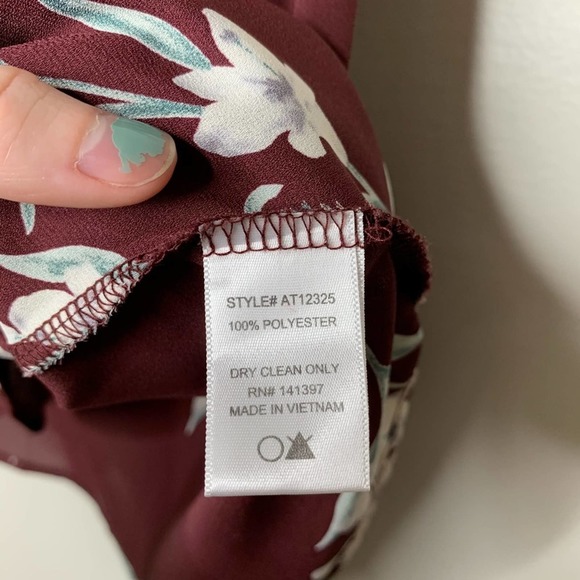 STYLE# AT12325
100% POLYESTER
DRY CLEAN ONLY
RN# 141397
MADE IN VIETNAM